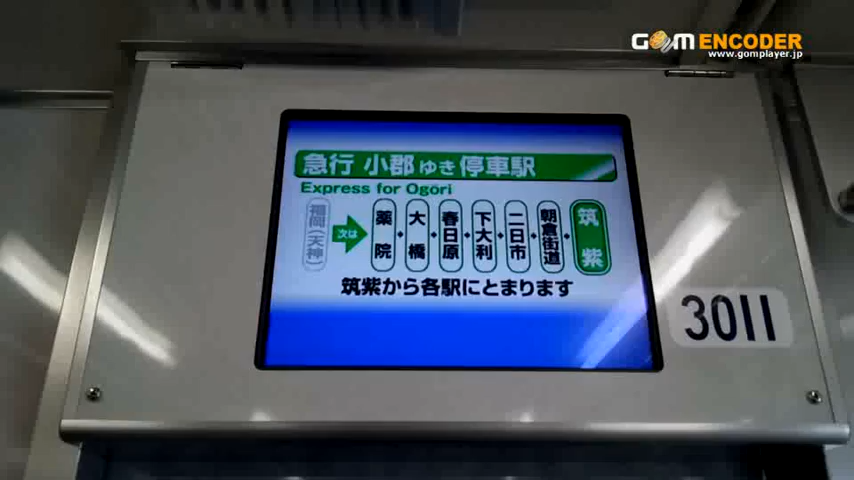 GOM ENCODER
www.gomplayer.jp
急行 小郡 ゆき 停車駅
Express for Ogōri
福岡(天神) 次は 薬院 大橋 春日原 下大利 二日市 朝倉街道 筑紫
筑紫から各駅にとまります
3011